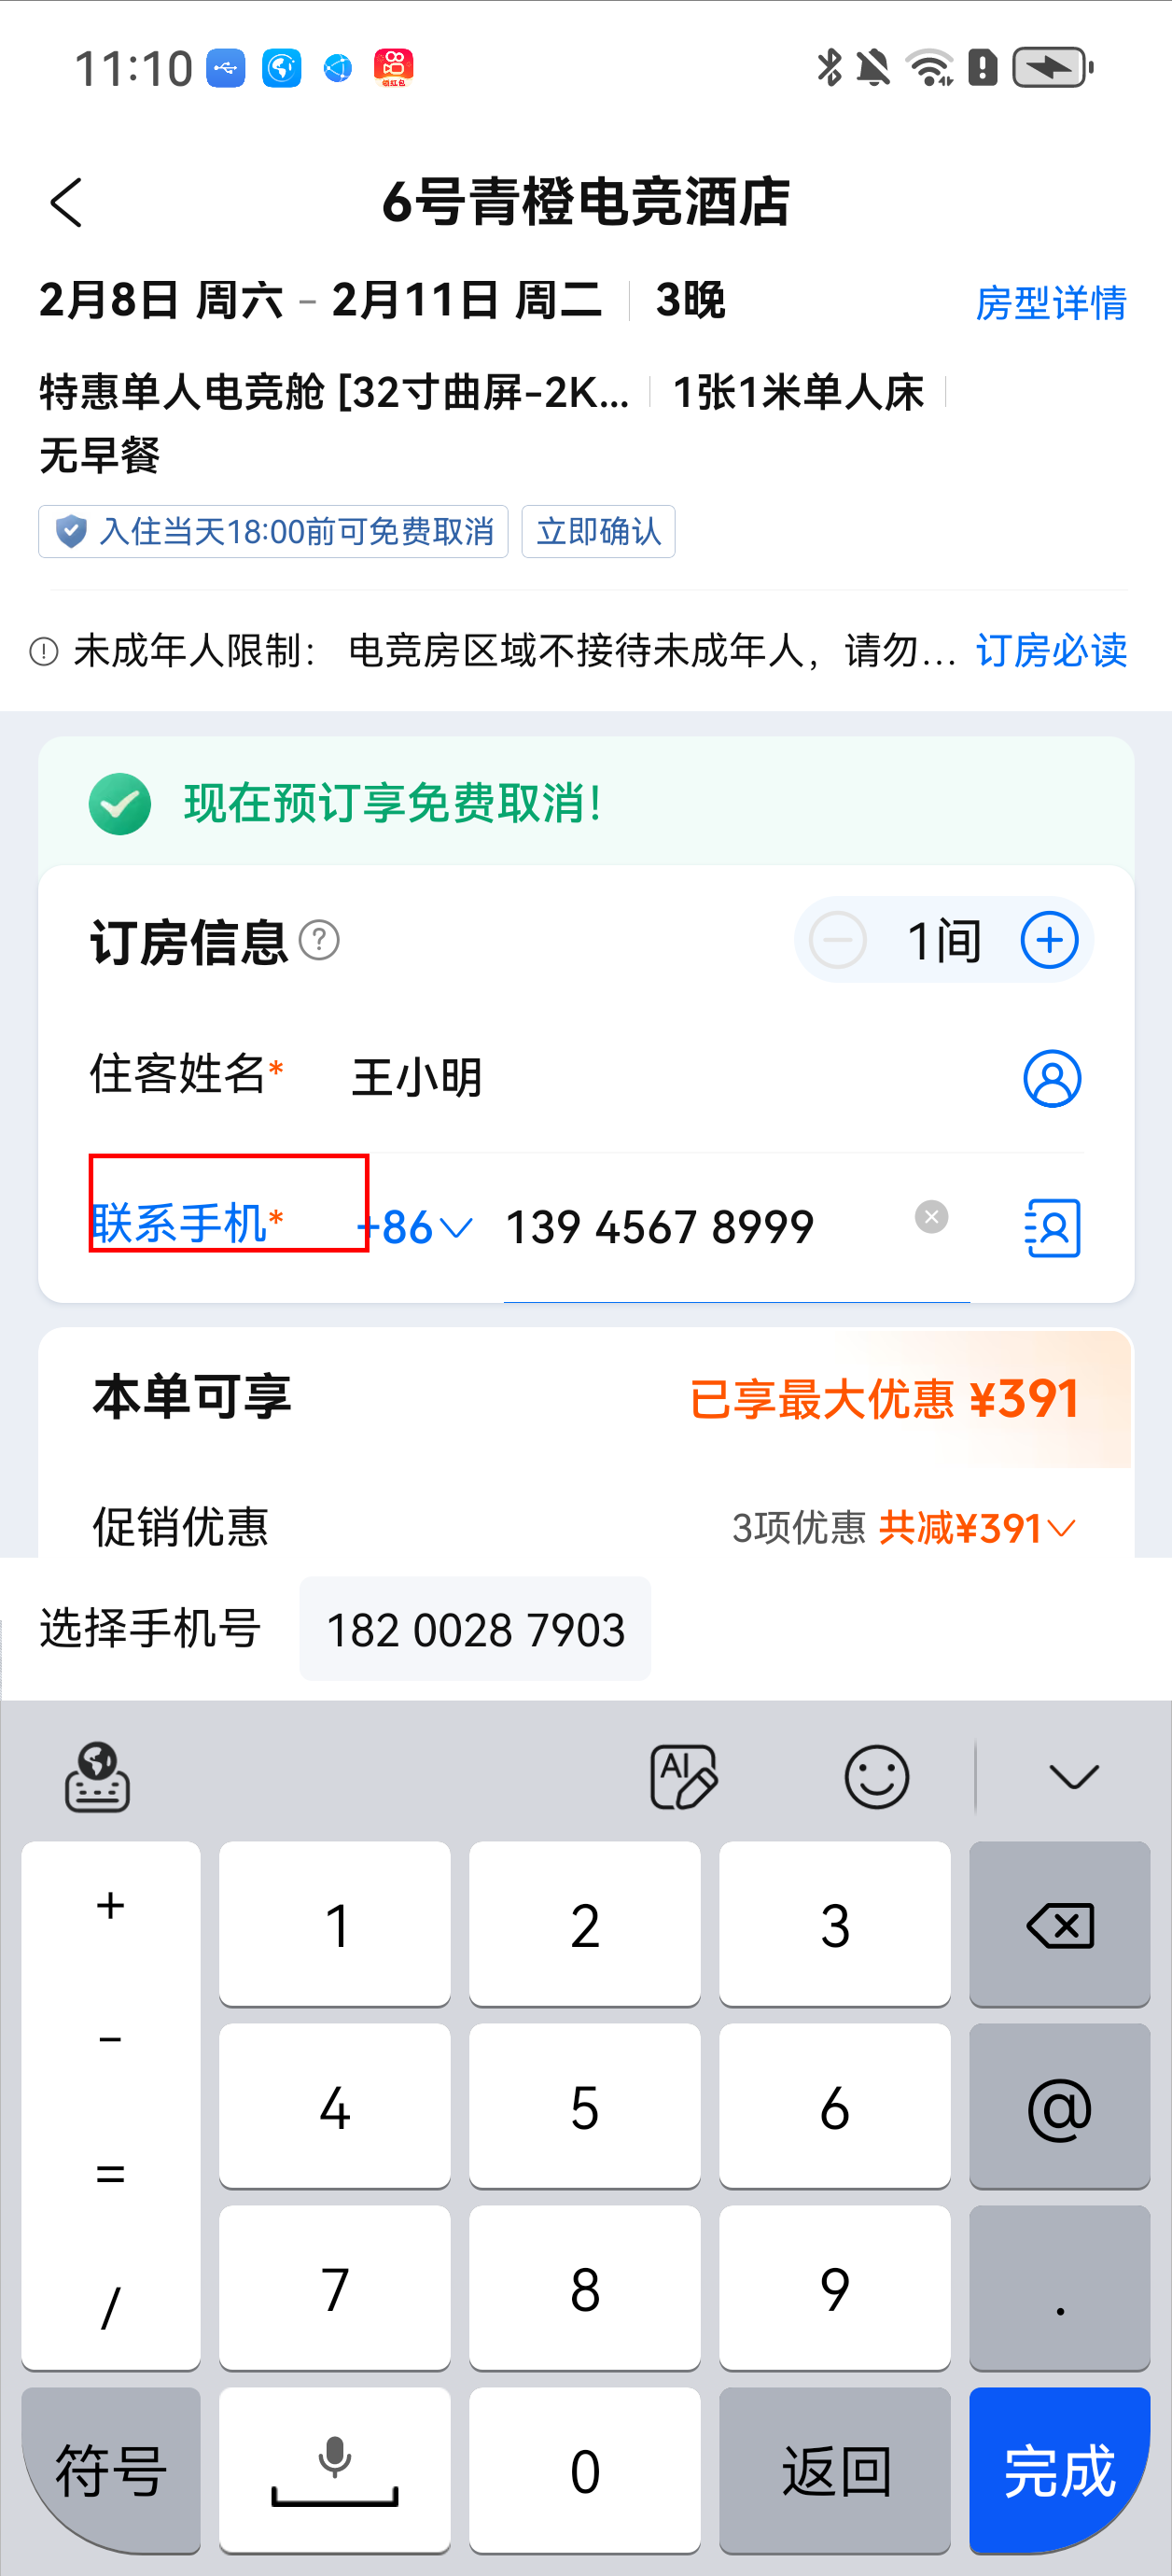 11:10
领红包
6号青橙电竞酒店
2月8日 周六 - 2月11日 周二 3晚 房型详情
特惠单人电竞舱 [32寸曲屏-2K... 1张1米单人床
无早餐
入住当天18:00前可免费取消 立即确认
未成年人限制： 电竞房区域不接待未成年人，请勿... 订房必读
现在预订享免费取消！
订房信息 ? 1间
住客姓名* 王小明
联系手机* +86 139 4567 8999
本单可享 已享最大优惠 ¥391
促销优惠 3项优惠 共减¥391
选择手机号 182 0028 7903
AI
+ 1 2 3
- 4 5 6 @
= 7 8 9 .
/
符号 0 返回 完成